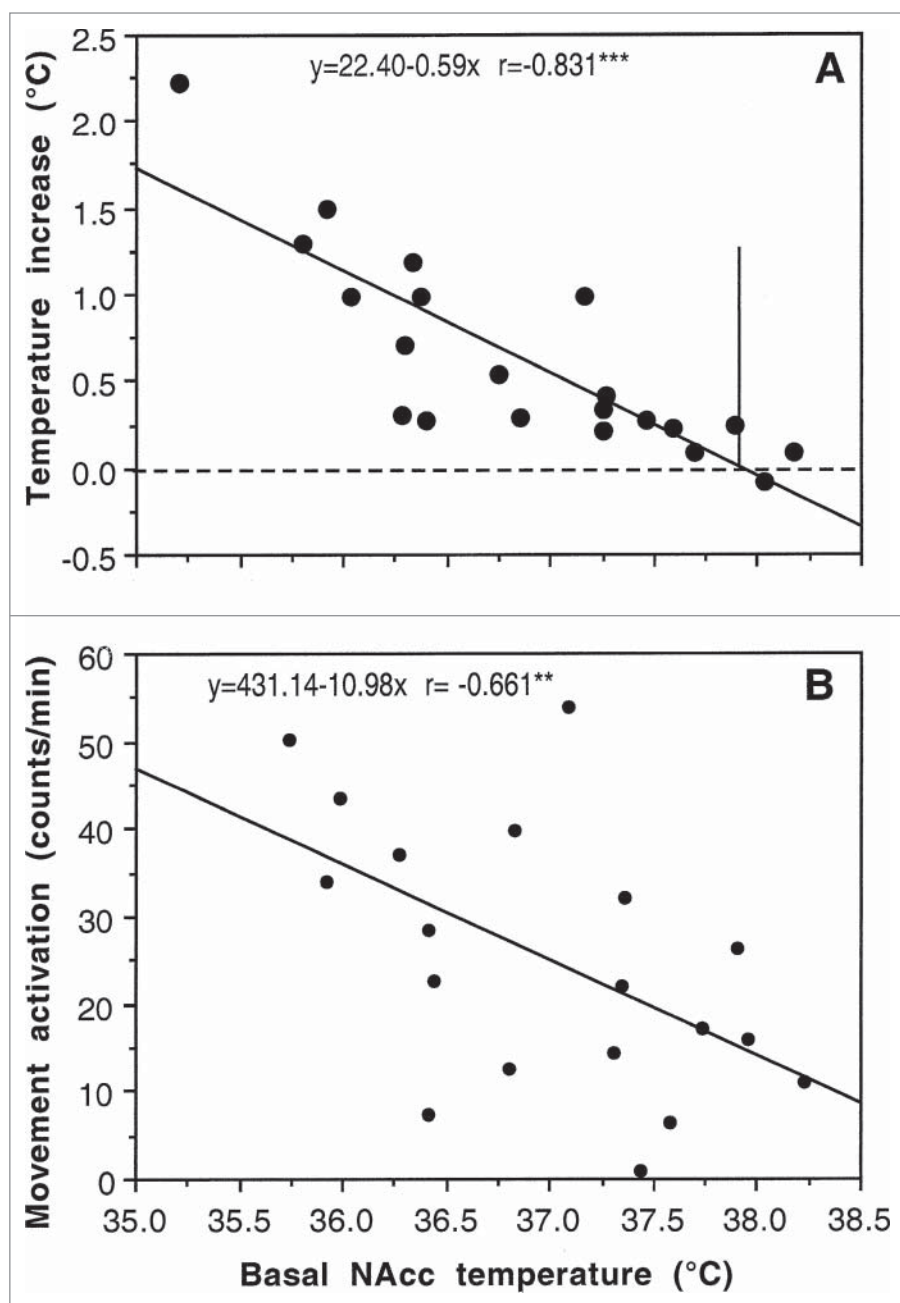 y=22.40-0.59x r=-0.831***
A
Temperature increase (°C)
2.5
2.0
1.5
1.0
0.5
0.0
-0.5
y=431.14-10.98x r= -0.661**
B
Movement activation (counts/min)
60
50
40
30
20
10
0
35.0 35.5 36.0 36.5 37.0 37.5 38.0 38.5
Basal NAcc temperature (°C)